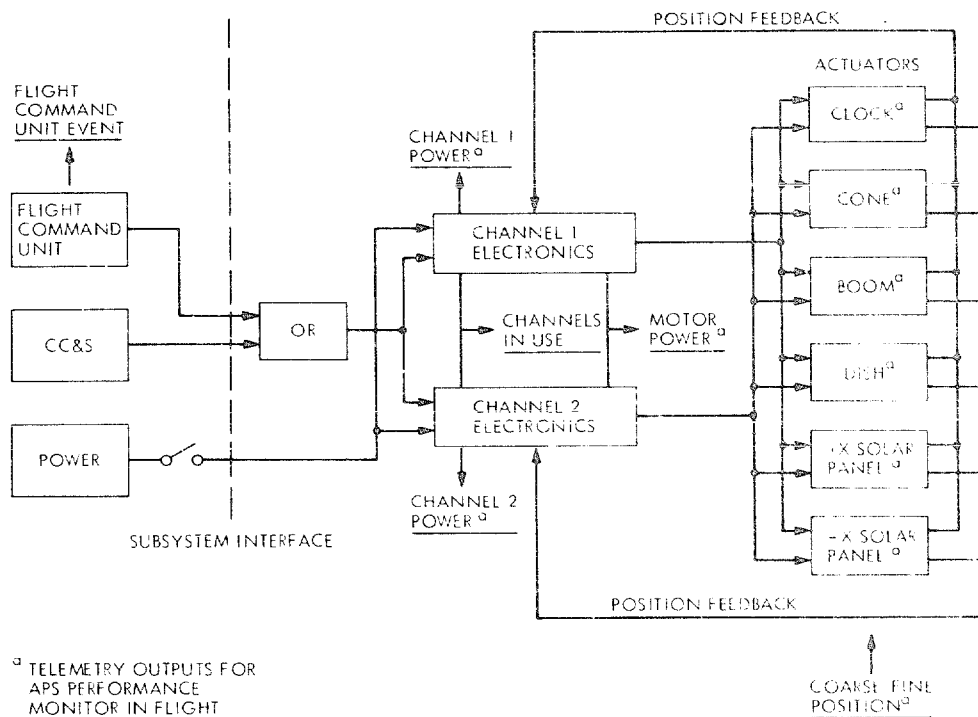 POSITION FEEDBACK
ACTUATORS
FLIGHT
COMMAND
UNIT EVENT
CHANNEL 1
POWER a
CLOCK a
FLIGHT
COMMAND
UNIT
CHANNEL 1
ELECTRONICS
CONE a
BOOM a
CC&S
OR
CHANNELS
IN USE
MOTOR
POWER a
DISH a
CHANNEL 2
ELECTRONICS
POWER
+X SOLAR
PANEL a
CHANNEL 2
POWER a
SUBSYSTEM INTERFACE
-X SOLAR
PANEL a
POSITION FEEDBACK
a TELEMETRY OUTPUTS FOR
APS PERFORMANCE
MONITOR IN FLIGHT
COARSE FINE
POSITION a